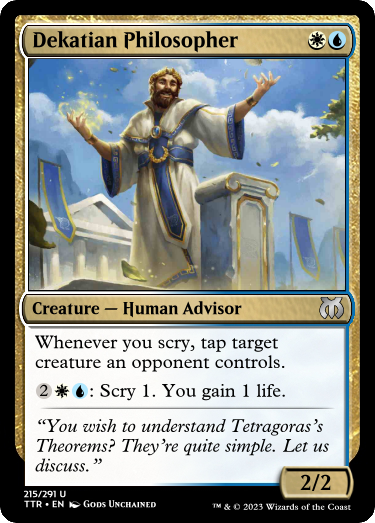 Dekatian Philosopher
Creature — Human Advisor
Whenever you scry, tap target
creature an opponent controls.
2: Scry 1. You gain 1 life.
“You wish to understand Tetragoras’s
Theorems? They’re quite simple. Let us
discuss.”
2/2
215/291 U
TTR • EN Gods Unchained
™ & © 2023 Wizards of the Coast